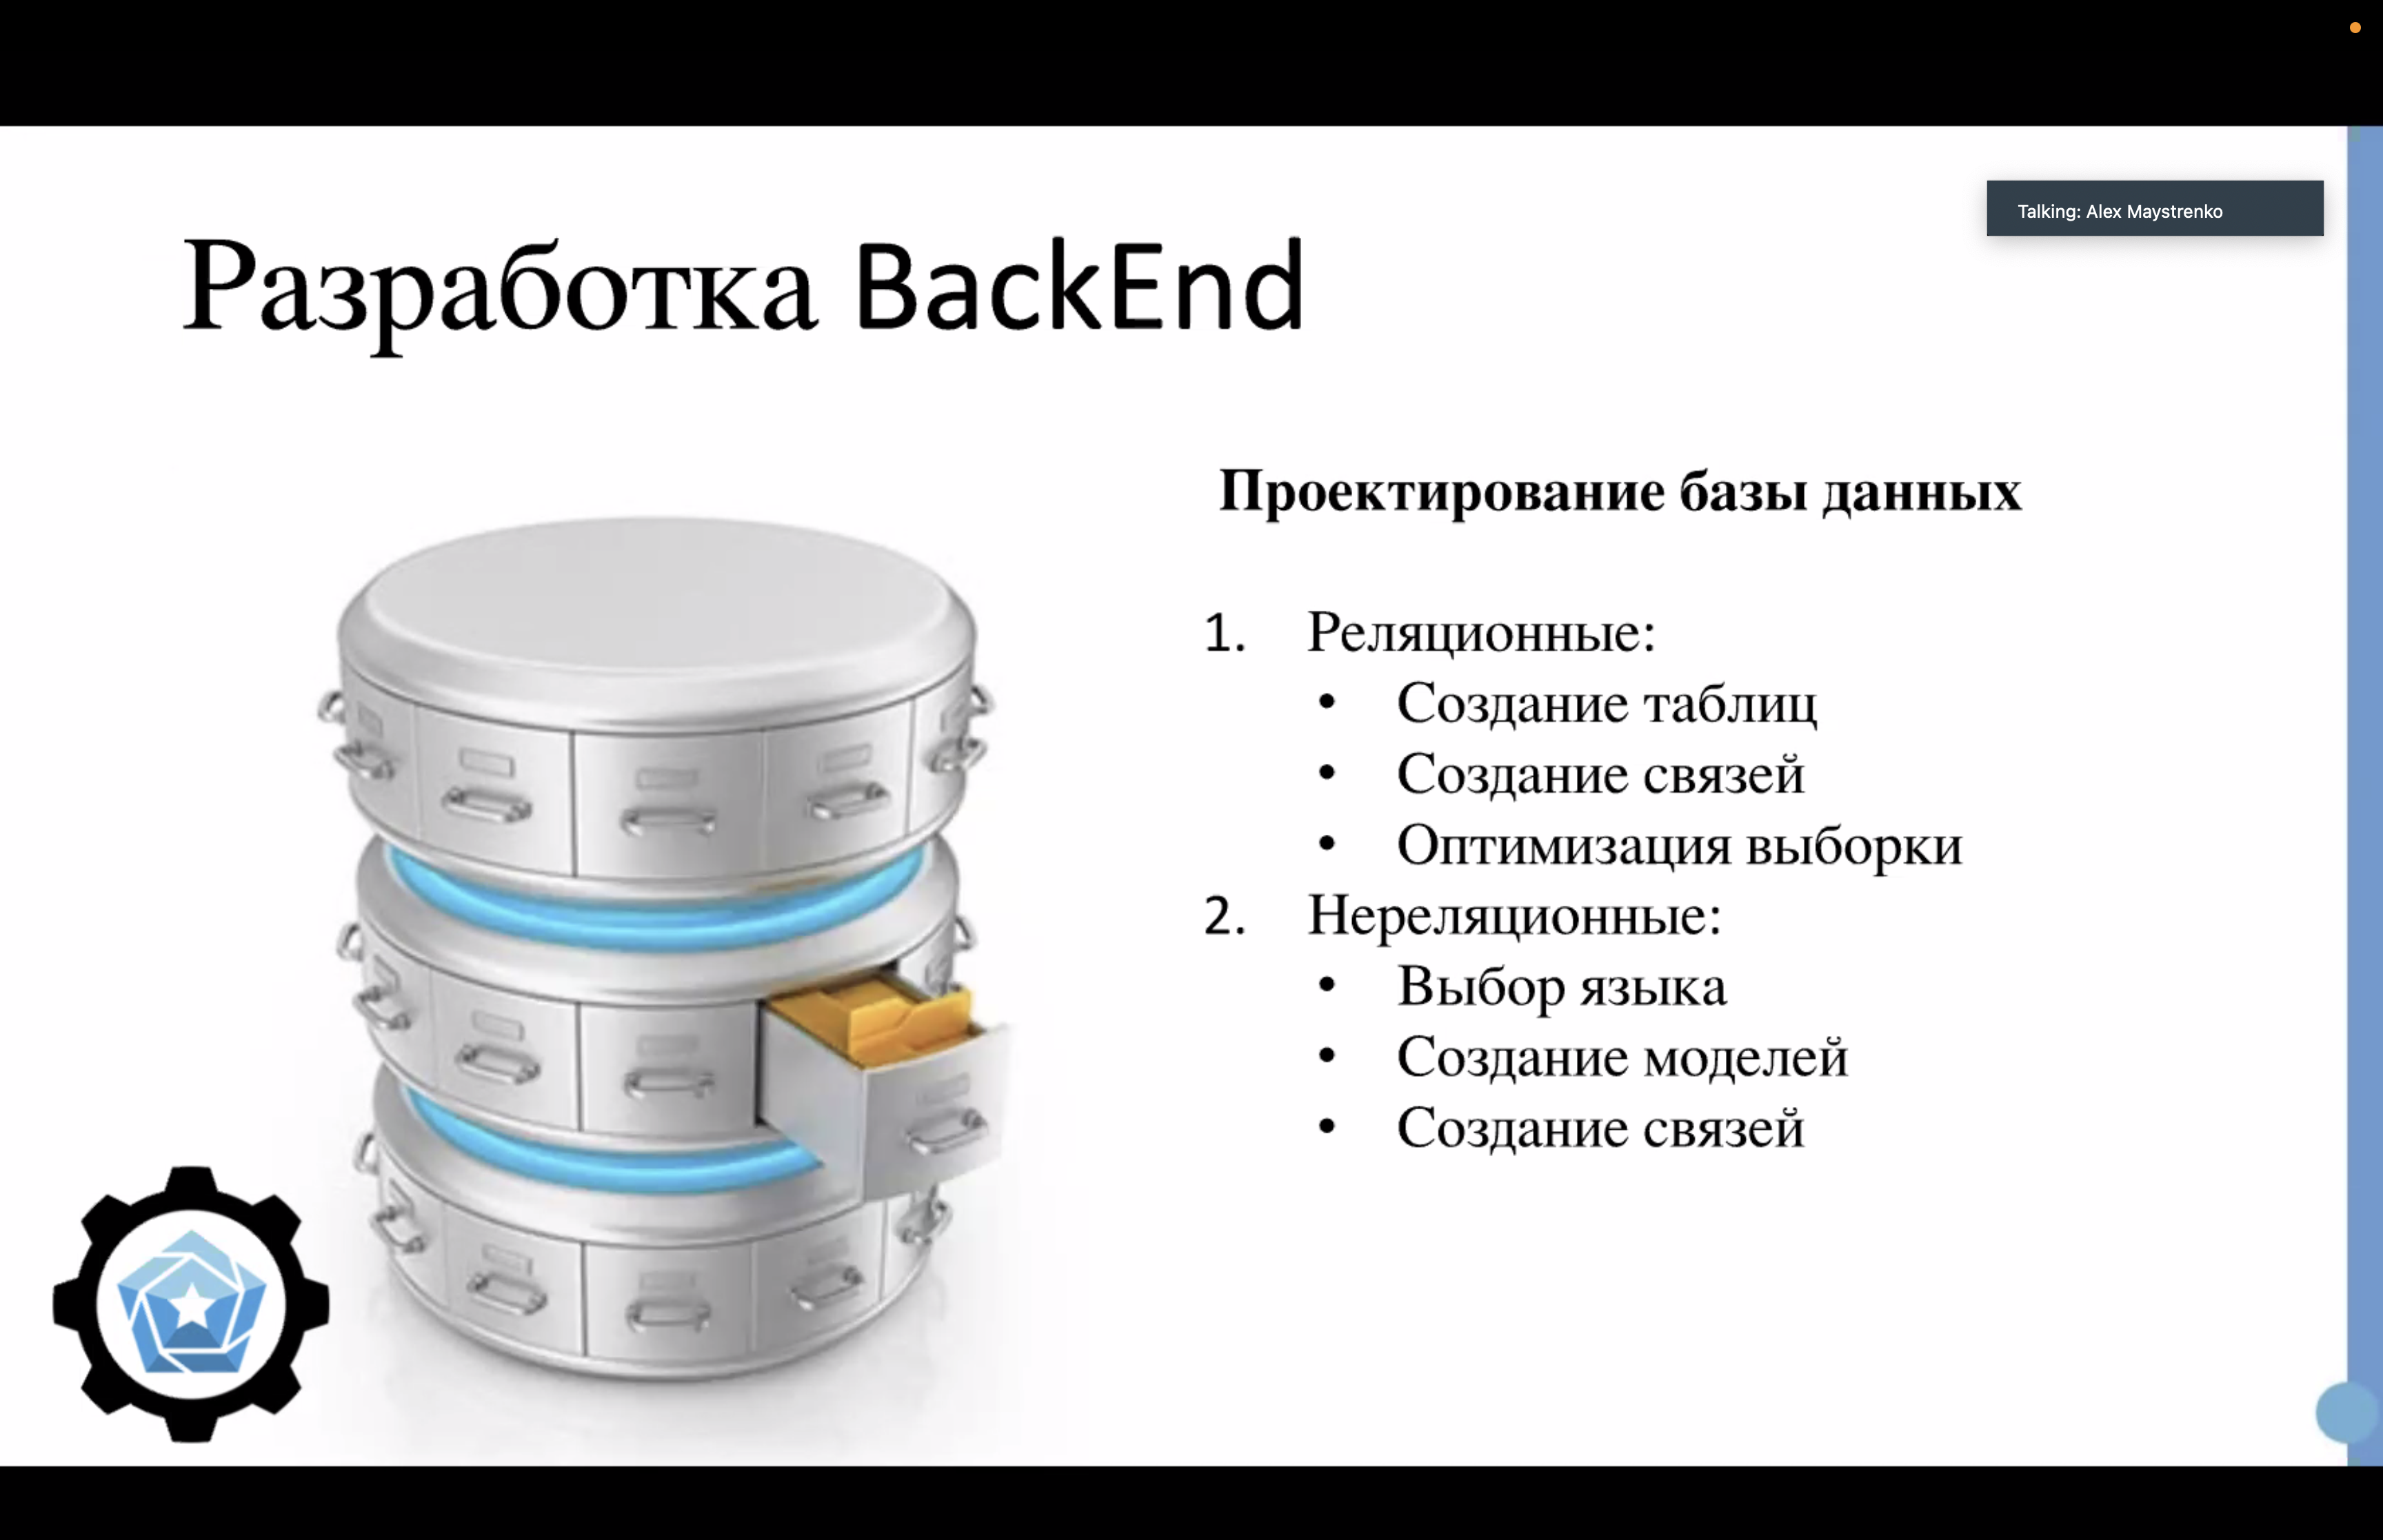 Talking: Alex Maystrenko
Разработка BackEnd
Проектирование базы данных
1. Реляционные:
• Создание таблиц
• Создание связей
• Оптимизация выборки
2. Нереляционные:
• Выбор языка
• Создание моделей
• Создание связей